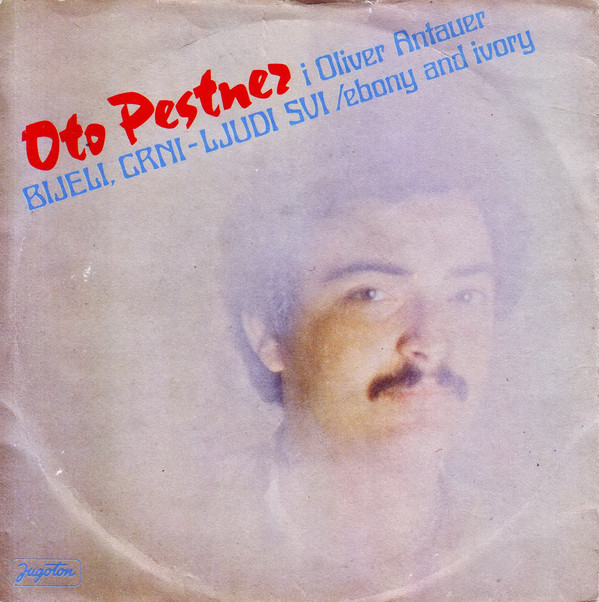 Oto Pestner i Oliver Antauer
BIJELI, CRNI-LJUDI SVI /ebony and ivory
Jugoton